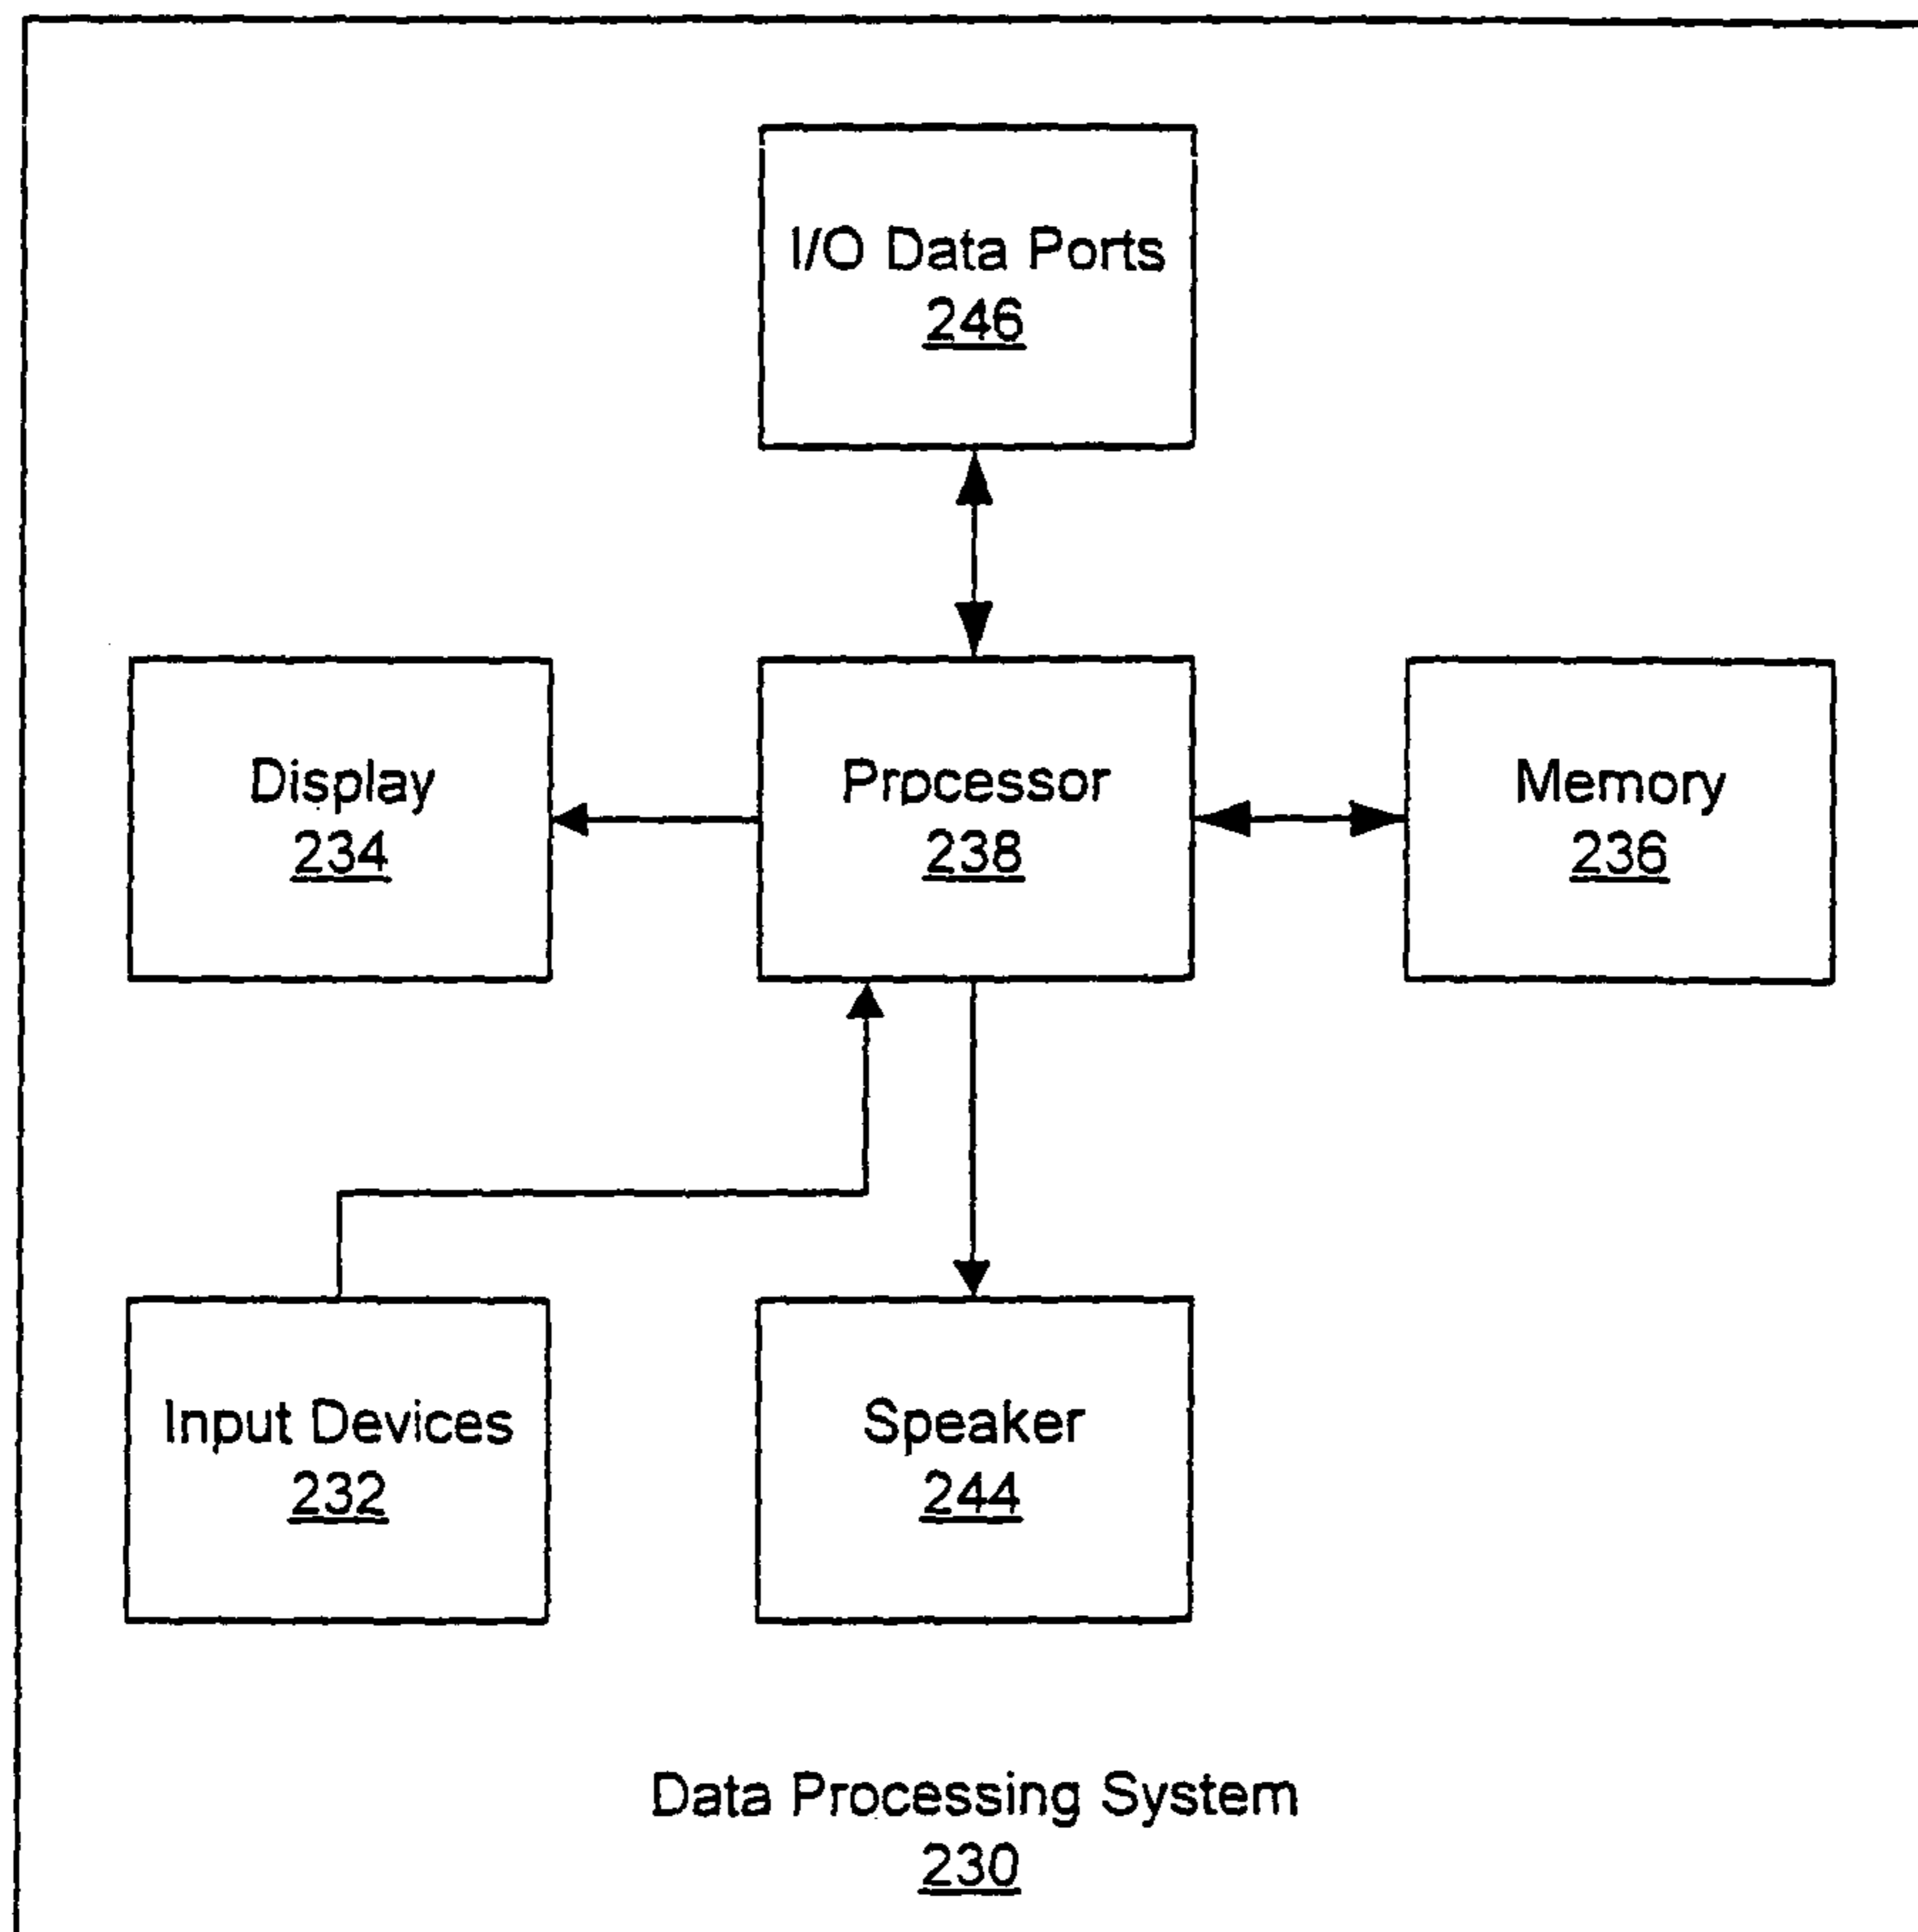 I/O Data Ports
246
Display
234
Processor
238
Memory
236
Input Devices
232
Speaker
244
Data Processing System
230